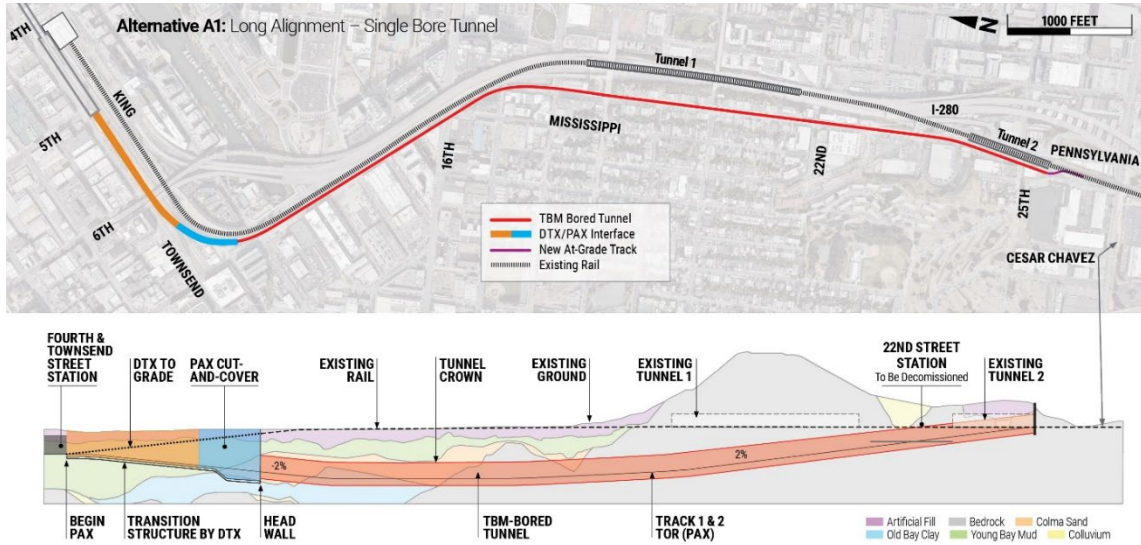 Alternative A1: Long Alignment – Single Bore Tunnel
N
1000 FEET
4TH
KING
5TH
6TH
TOWNSEND
16TH
Tunnel 1
MISSISSIPPI
I-280
22ND
Tunnel 2
PENNSYLVANIA
25TH
CESAR CHAVEZ
TBM Bored Tunnel
DTX/PAX Interface
New At-Grade Track
Existing Rail
FOURTH &
TOWNSEND
STREET
STATION
DTX TO
GRADE
PAX CUT-
AND-COVER
EXISTING
RAIL
TUNNEL
CROWN
EXISTING
GROUND
EXISTING
TUNNEL 1
22ND STREET
STATION
To Be Decomissioned
EXISTING
TUNNEL 2
-2%
2%
BEGIN
PAX
TRANSITION
STRUCTURE BY DTX
HEAD
WALL
TBM-BORED
TUNNEL
TRACK 1 & 2
TOR (PAX)
Artificial Fill
Bedrock
Colma Sand
Old Bay Clay
Young Bay Mud
Colluvium